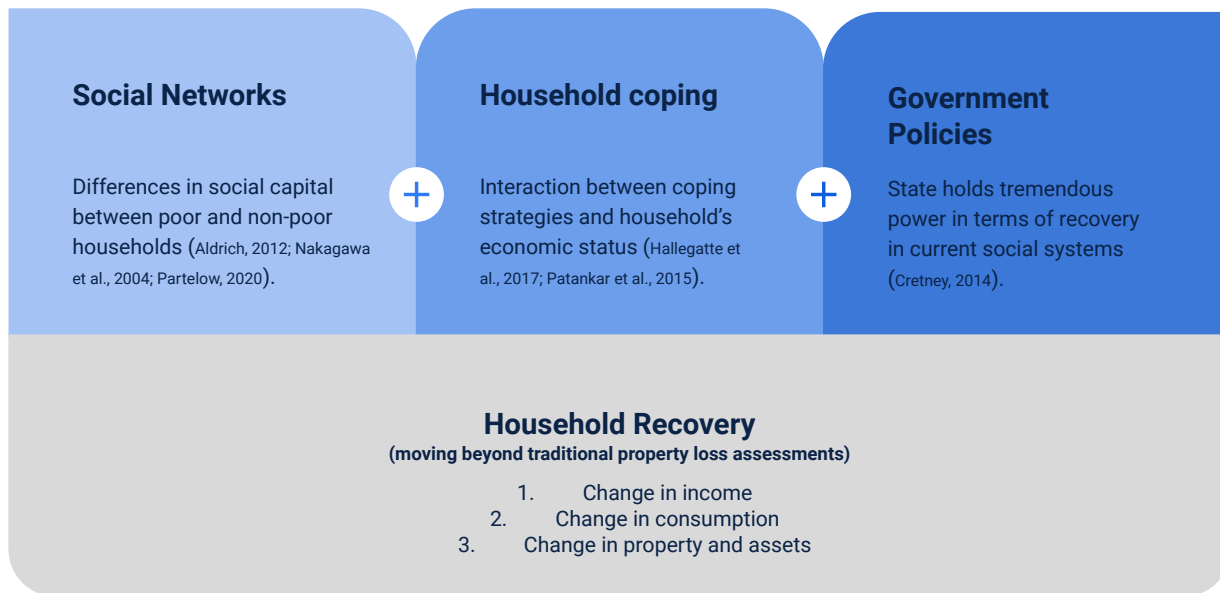 Social Networks
Differences in social capital
between poor and non-poor
households (Aldrich, 2012; Nakagawa
et al., 2004; Partelow, 2020).
Household coping
Interaction between coping
strategies and household’s
economic status (Hallegatte et
al., 2017; Patankar et al., 2015).
Government
Policies
State holds tremendous
power in terms of recovery
in current social systems
(Cretney, 2014).
Household Recovery
(moving beyond traditional property loss assessments)
1. Change in income
2. Change in consumption
3. Change in property and assets